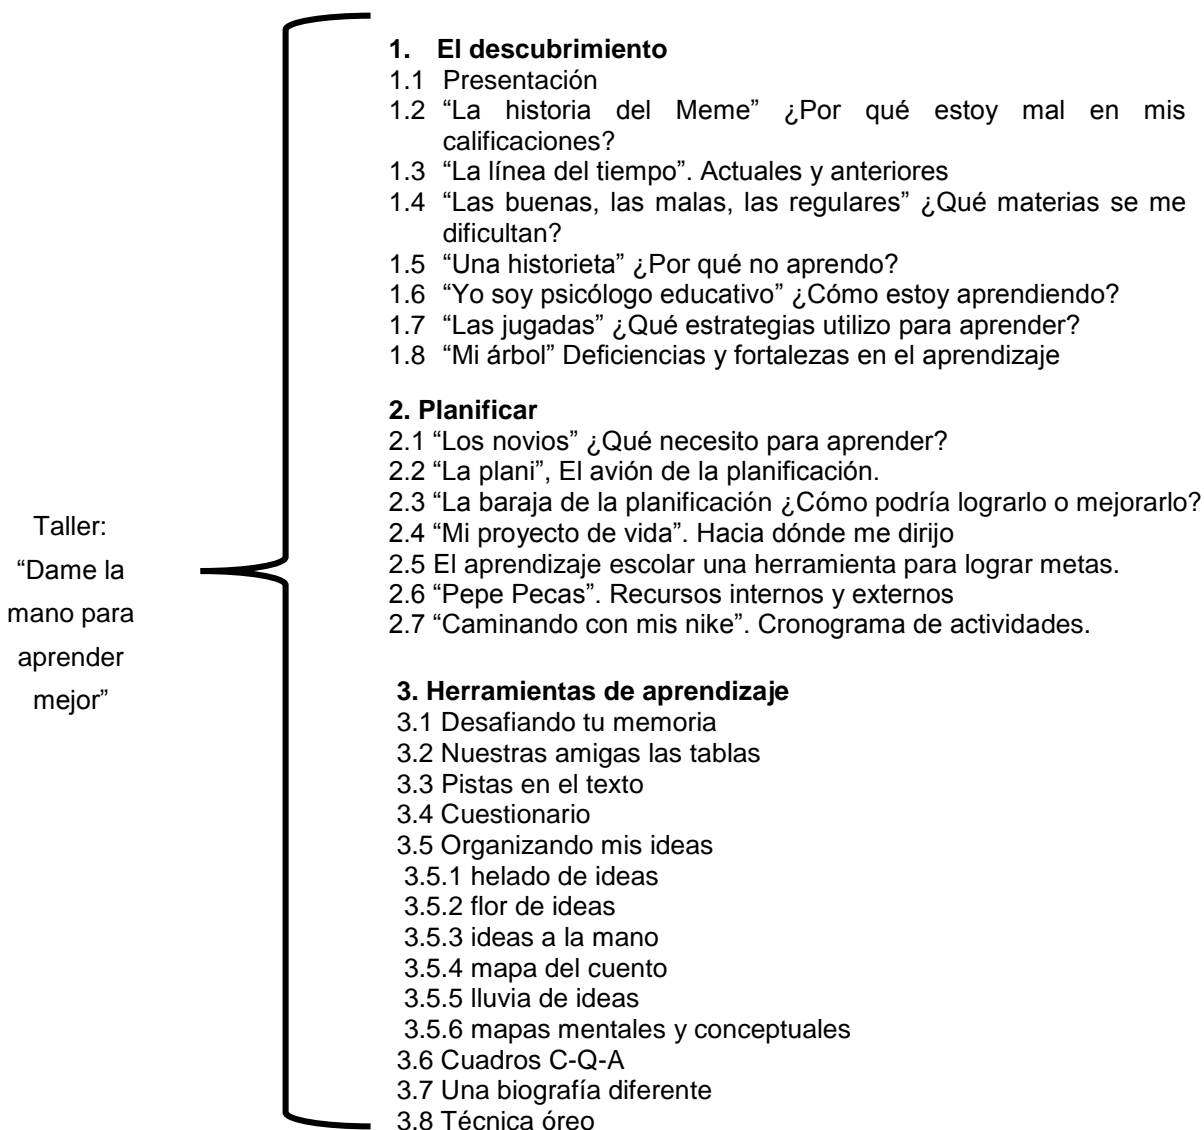 Taller:
“Dame la
mano para
aprender
mejor”
1. El descubrimiento
1.1 Presentación
1.2 “La historia del Meme” ¿Por qué estoy mal en mis
calificaciones?
1.3 “La línea del tiempo”. Actuales y anteriores
1.4 “Las buenas, las malas, las regulares” ¿Qué materias se me
dificultan?
1.5 “Una historieta” ¿Por qué no aprendo?
1.6 “Yo soy psicólogo educativo” ¿Cómo estoy aprendiendo?
1.7 “Las jugadas” ¿Qué estrategias utilizo para aprender?
1.8 “Mi árbol” Deficiencias y fortalezas en el aprendizaje
2. Planificar
2.1 “Los novios” ¿Qué necesito para aprender?
2.2 “La plani”, El avión de la planificación.
2.3 “La baraja de la planificación ¿Cómo podría lograrlo o mejorarlo?
2.4 “Mi proyecto de vida”. Hacia dónde me dirijo
2.5 El aprendizaje escolar una herramienta para lograr metas.
2.6 “Pepe Pecas”. Recursos internos y externos
2.7 “Caminando con mis nike”. Cronograma de actividades.
3. Herramientas de aprendizaje
3.1 Desafiando tu memoria
3.2 Nuestras amigas las tablas
3.3 Pistas en el texto
3.4 Cuestionario
3.5 Organizando mis ideas
3.5.1 helado de ideas
3.5.2 flor de ideas
3.5.3 ideas a la mano
3.5.4 mapa del cuento
3.5.5 lluvia de ideas
3.5.6 mapas mentales y conceptuales
3.6 Cuadros C-Q-A
3.7 Una biografía diferente
3.8 Técnica óreo